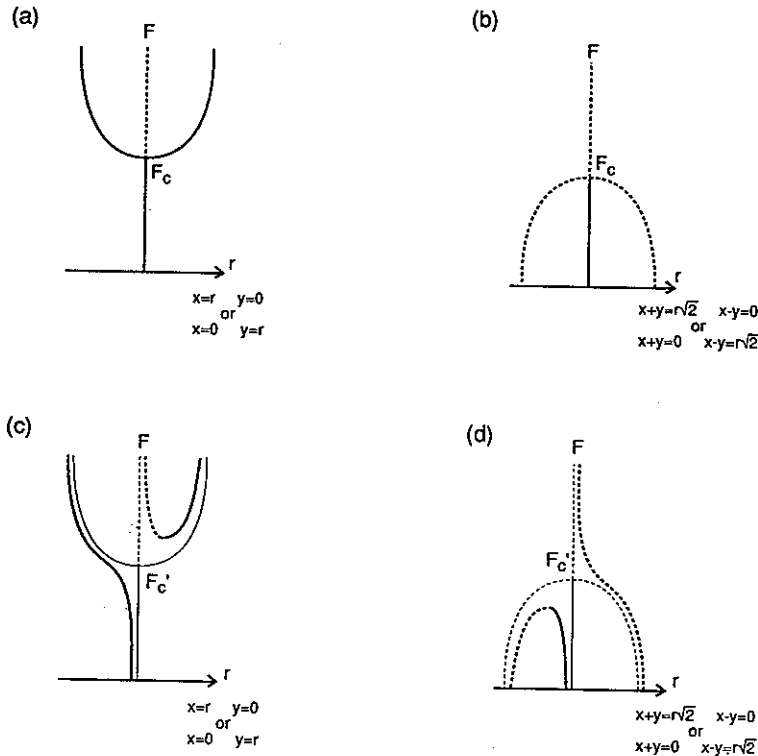 (a)
F
F_c
r
x=r y=0
or
x=0 y=r
(b)
F
F_c
r
x+y=r√2 x-y=0
or
x+y=0 x-y=r√2
(c)
F
F_c'
r
x=r y=0
or
x=0 y=r
(d)
F
F_c'
r
x+y=r√2 x-y=0
or
x+y=0 x-y=r√2